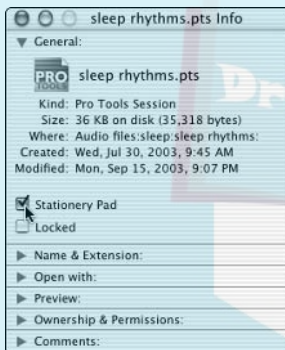 sleep rhythms.pts Info
General:
PRO
TOOLS
sleep rhythms.pts
Kind: Pro Tools Session
Size: 36 KB on disk (35,318 bytes)
Where: Audio files:sleep:sleep rhythms:
Created: Wed, Jul 30, 2003, 9:45 AM
Modified: Mon, Sep 15, 2003, 9:07 PM
Stationery Pad
Locked
Name & Extension:
Open with:
Preview:
Ownership & Permissions:
Comments:
Dr